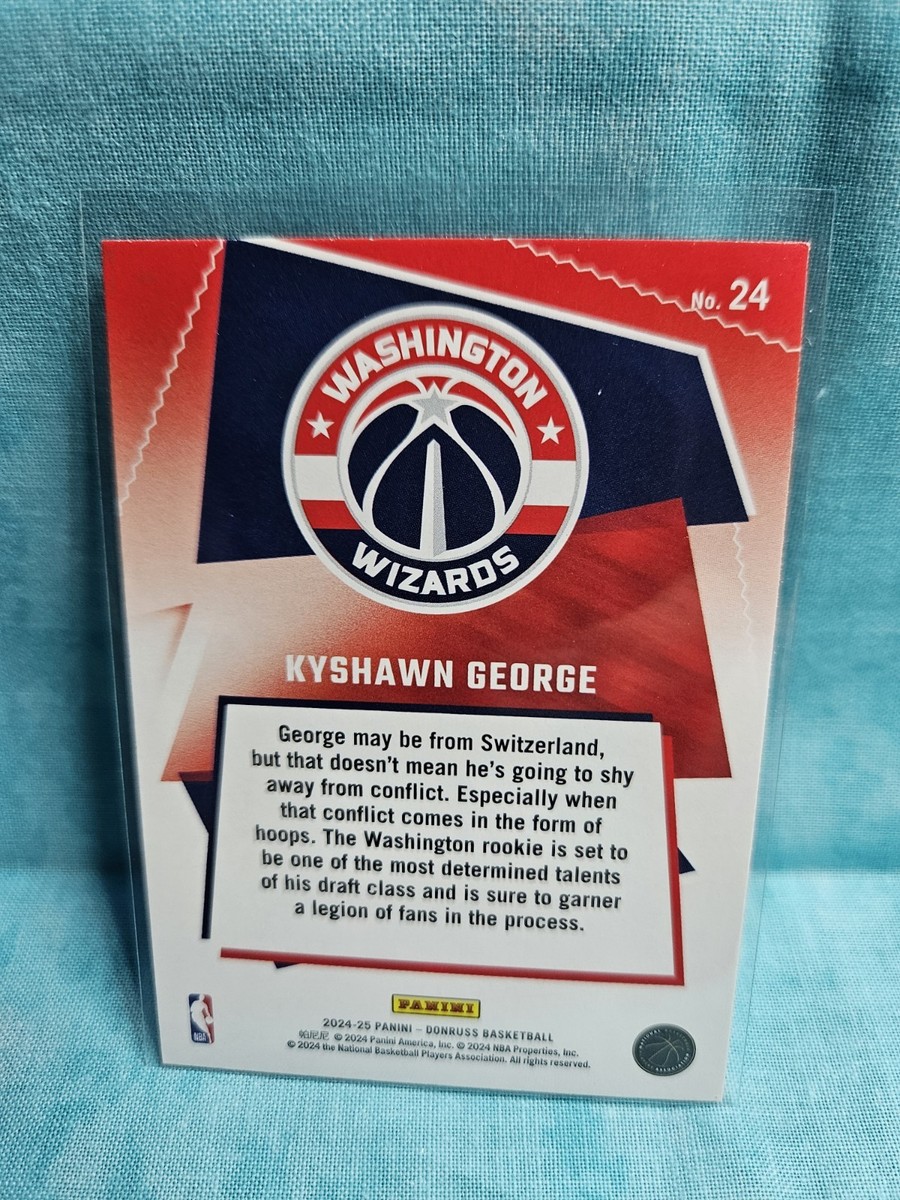 No. 24
WASHINGTON
WIZARDS
KYSHAWN GEORGE
George may be from Switzerland,
but that doesn't mean he's going to shy
away from conflict. Especially when
that conflict comes in the form of
hoops. The Washington rookie is set to
be one of the most determined talents
of his draft class and is sure to garner
a legion of fans in the process.
PANINI
2024-25 PANINI – DONRUSS BASKETBALL
© 2024 Panini America, Inc. © 2024 NBA Properties, Inc.
© 2024 the National Basketball Players Association. All rights reserved.